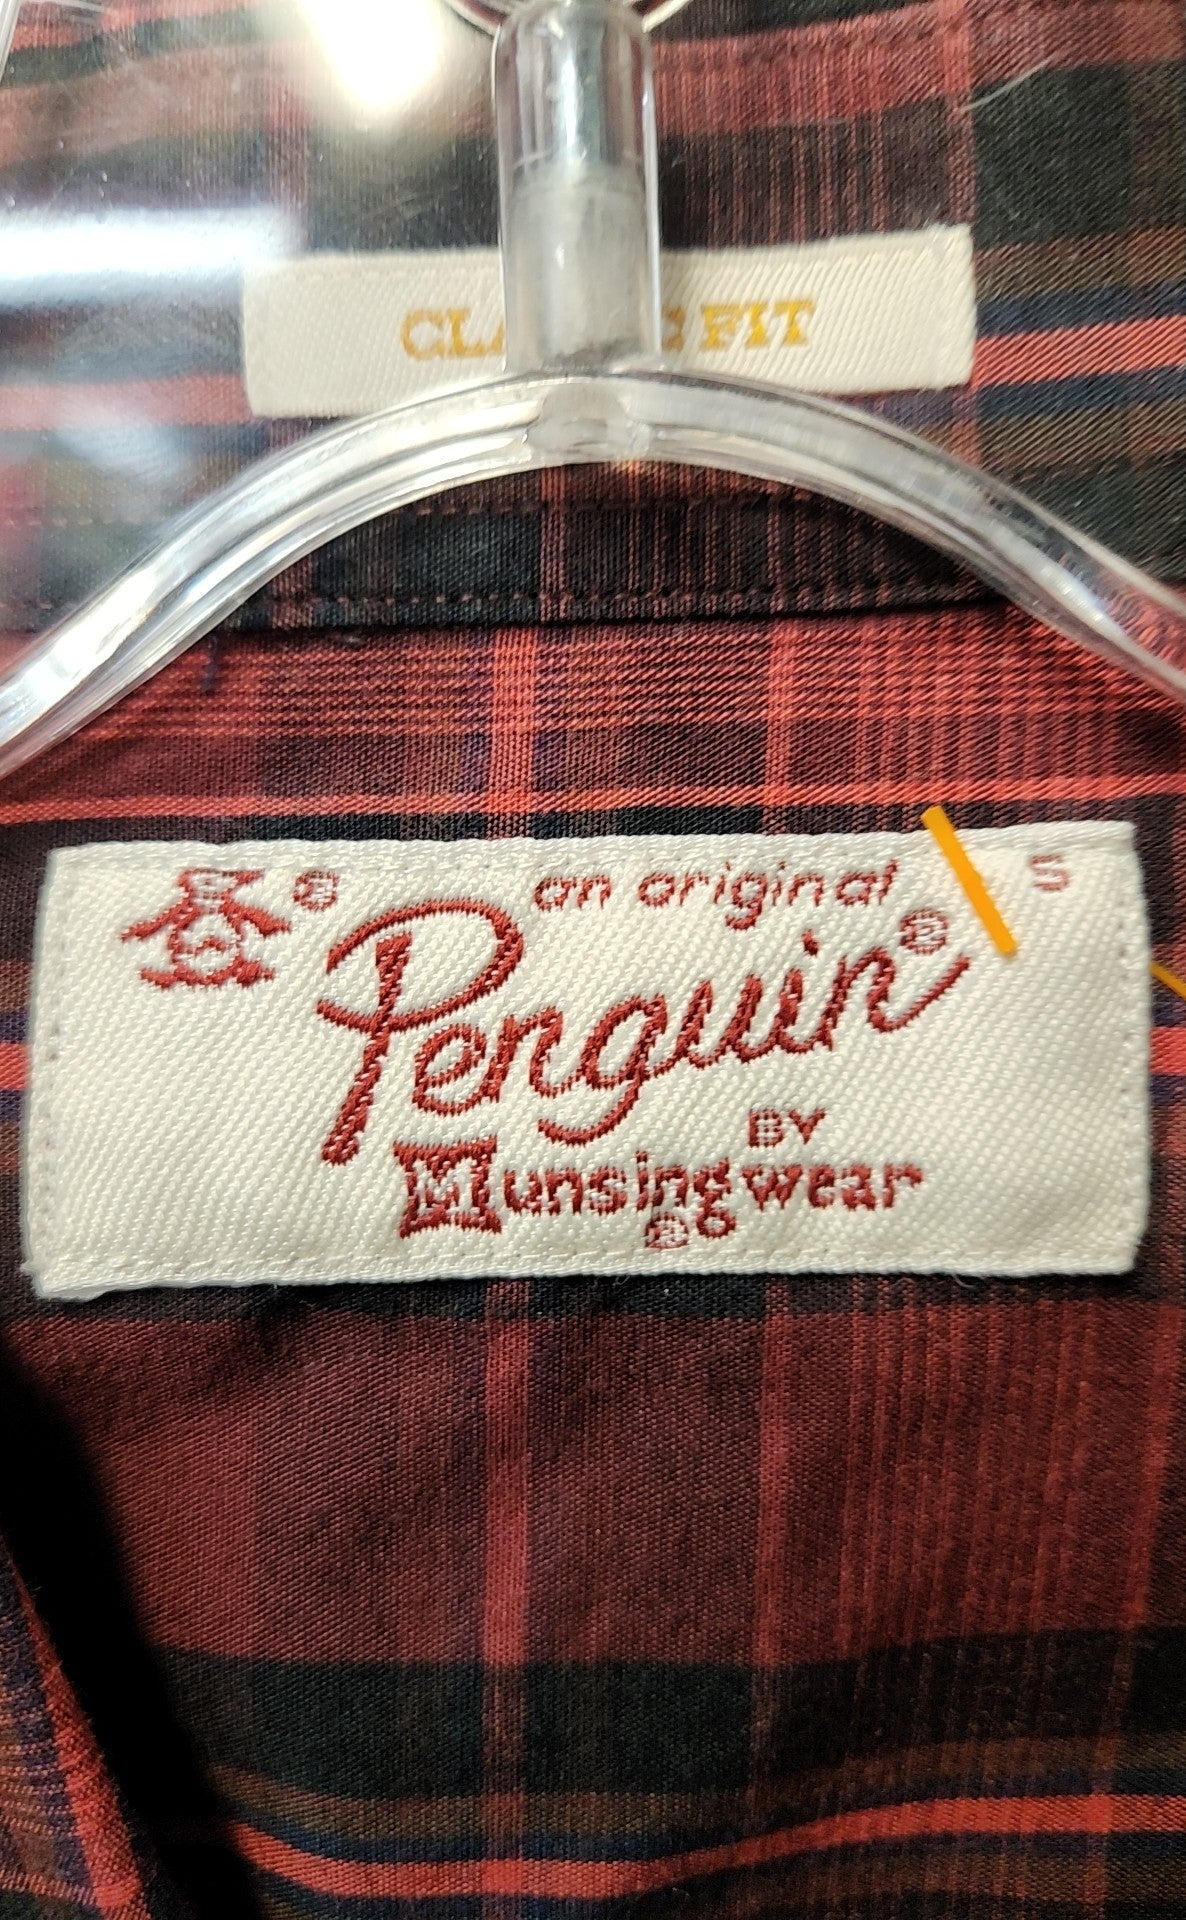 FIT
an original S
Penguin®
BY
Munsingwear
®